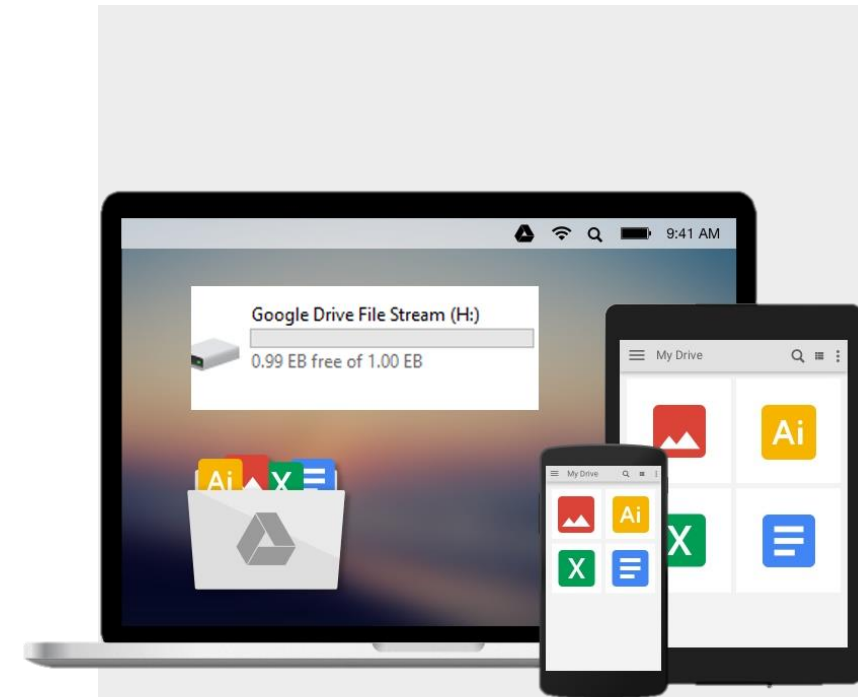 9:41 AM
Google Drive File Stream (H:)
0.99 EB free of 1.00 EB
Ai X
My Drive
Ai
X
My Drive
Ai
X